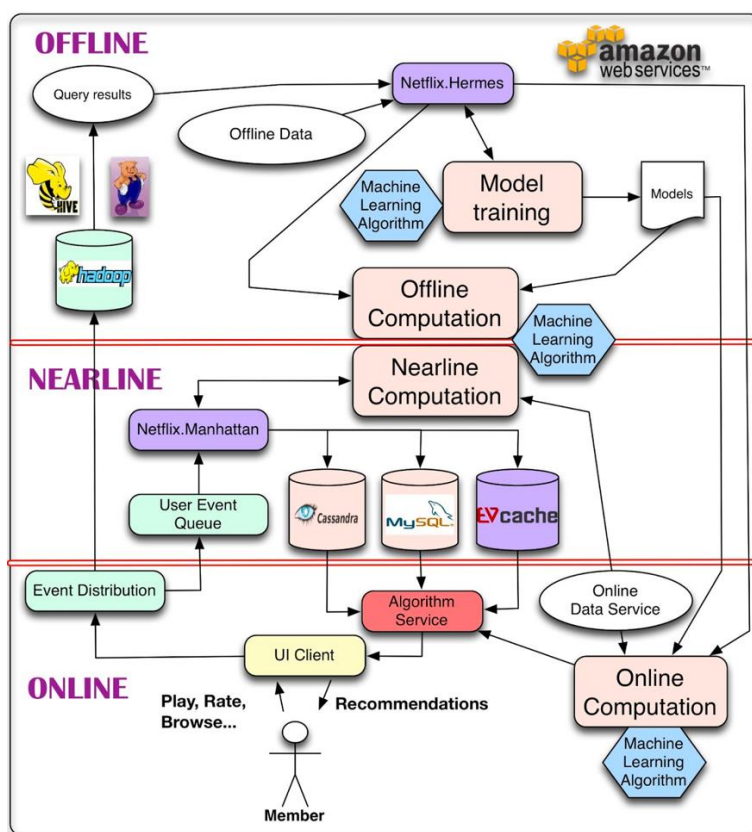 OFFLINE
amazon
webservices™
Query results
Netflix.Hermes
Offline Data
HIVE
Machine
Learning
Algorithm
Model
training
Models
hadoop
Offline
Computation
Machine
Learning
Algorithm
NEARLINE
Nearline
Computation
Netflix.Manhattan
User Event
Queue
Cassandra
MySQL
EVcache
Event Distribution
Algorithm
Service
Online
Data Service
UI Client
ONLINE
Play, Rate,
Browse...
Recommendations
Online
Computation
Machine
Learning
Algorithm
Member